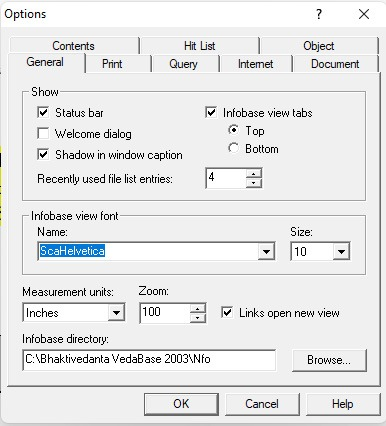 Options
?
Contents Hit List Object
General Print Query Internet Document
Show
Status bar
Infobase view tabs
Welcome dialog
Top
Shadow in window caption
Bottom
Recently used file list entries: 4
Infobase view font
Name: Size:
ScaHelvetica 10
Measurement units: Zoom:
Inches 100 Links open new view
Infobase directory:
C:\Bhaktivedanta VedaBase 2003\Nfo Browse...
OK Cancel Help